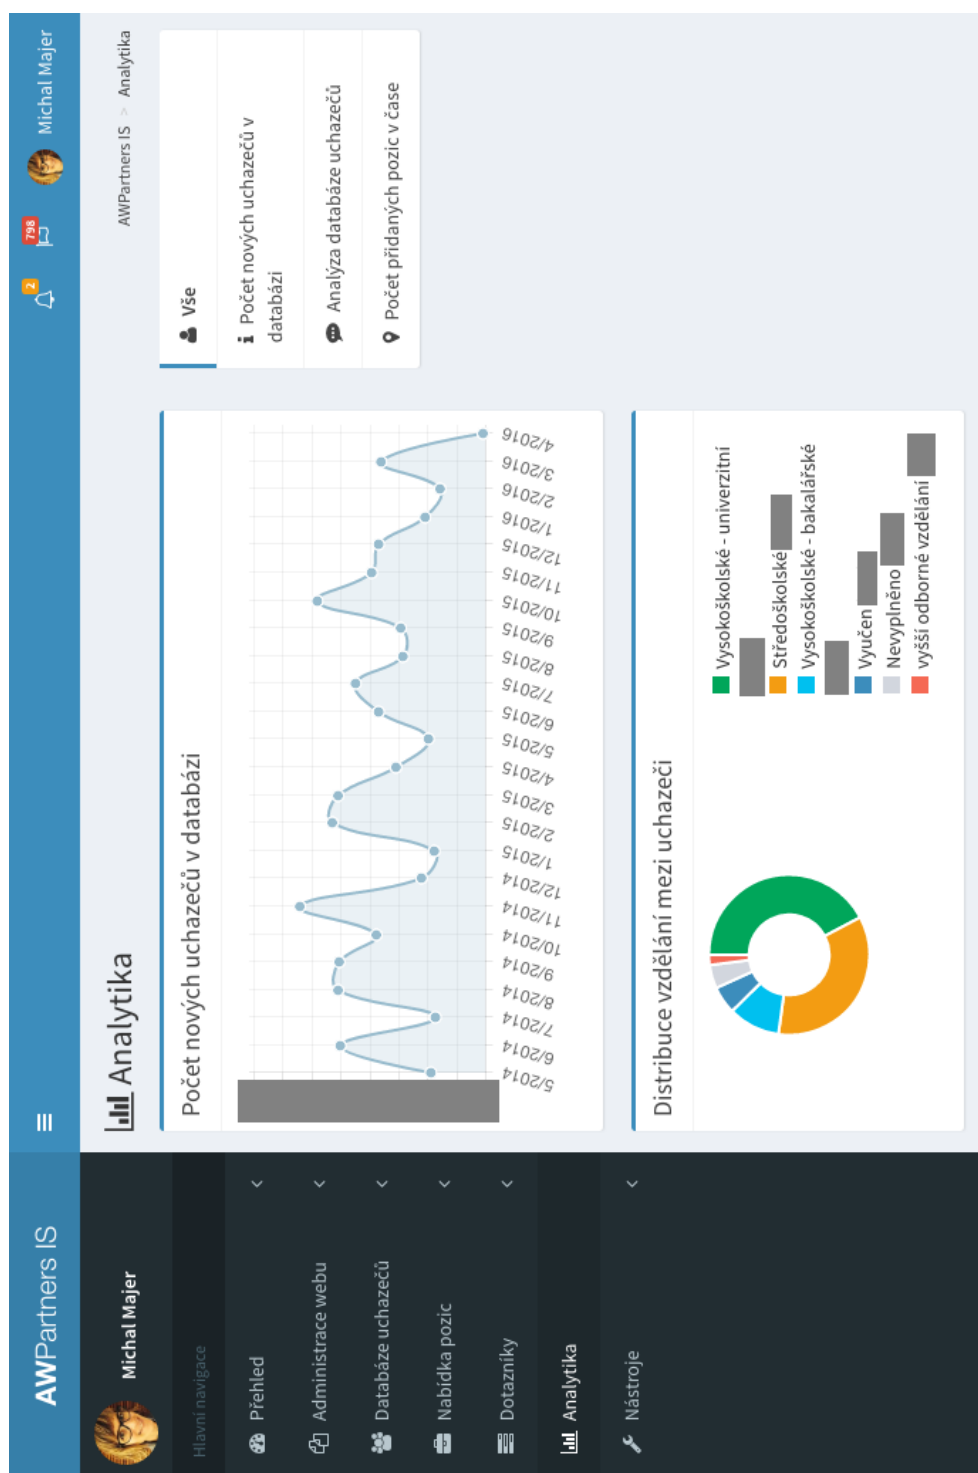 AWPartners IS
2
798
Michal Majer
Michal Majer
Hlavní navigace
Přehled
Administrace webu
Databáze uchazečů
Nabídka pozic
Dotazníky
Analytika
Nástroje
Analytika
AWPartners IS > Analytika
Počet nových uchazečů v databázi
5/2014
6/2014
7/2014
8/2014
9/2014
10/2014
11/2014
12/2014
1/2015
2/2015
3/2015
4/2015
5/2015
6/2015
7/2015
8/2015
9/2015
10/2015
11/2015
12/2015
1/2016
2/2016
3/2016
4/2016
Vše
Počet nových uchazečů v
databázi
Analýza databáze uchazečů
Počet přidaných pozic v čase
Distribuce vzdělání mezi uchazeči
Vysokoškolské - univerzitní
Středoškolské
Vysokoškolské - bakalářské
Vyučen
Nevyplněno
vyšší odborné vzdělání